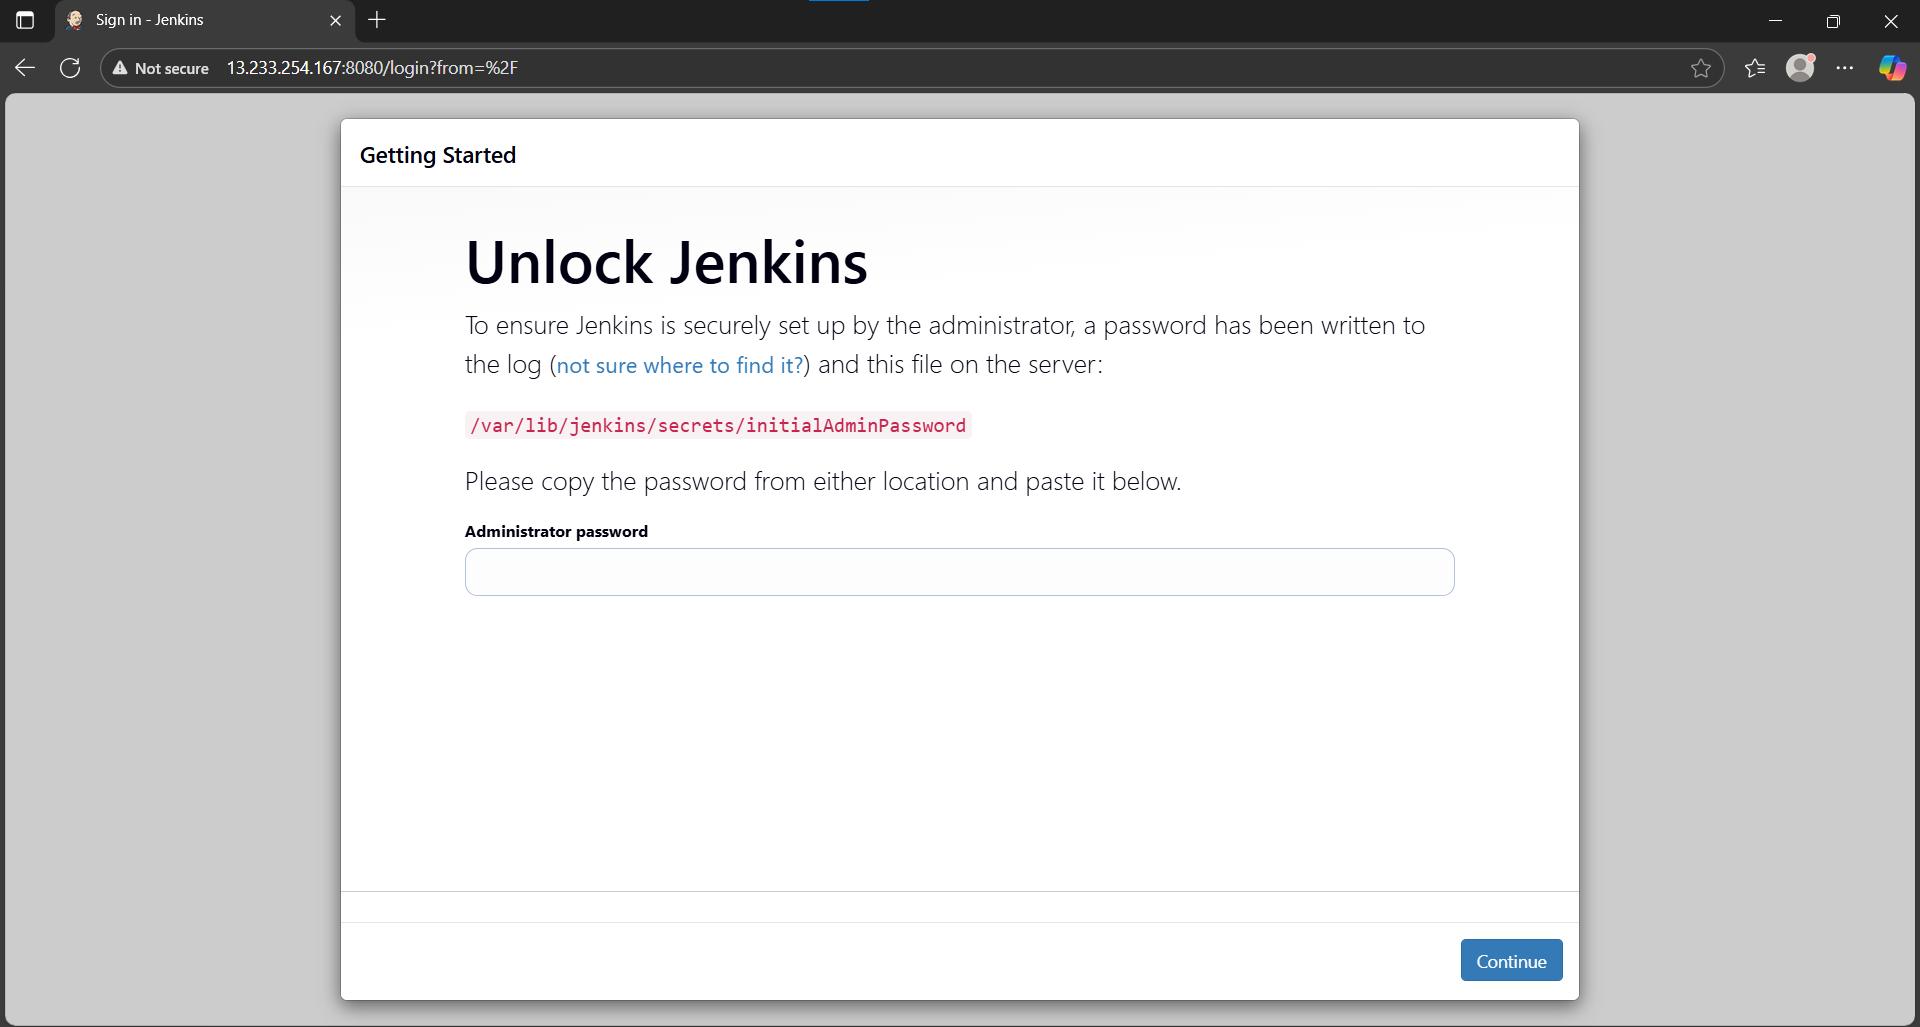 Sign in - Jenkins
Not secure 13.233.254.167:8080/login?from=%2F
Getting Started
Unlock Jenkins
To ensure Jenkins is securely set up by the administrator, a password has been written to
the log (not sure where to find it?) and this file on the server:
/var/lib/jenkins/secrets/initialAdminPassword
Please copy the password from either location and paste it below.
Administrator password
Continue